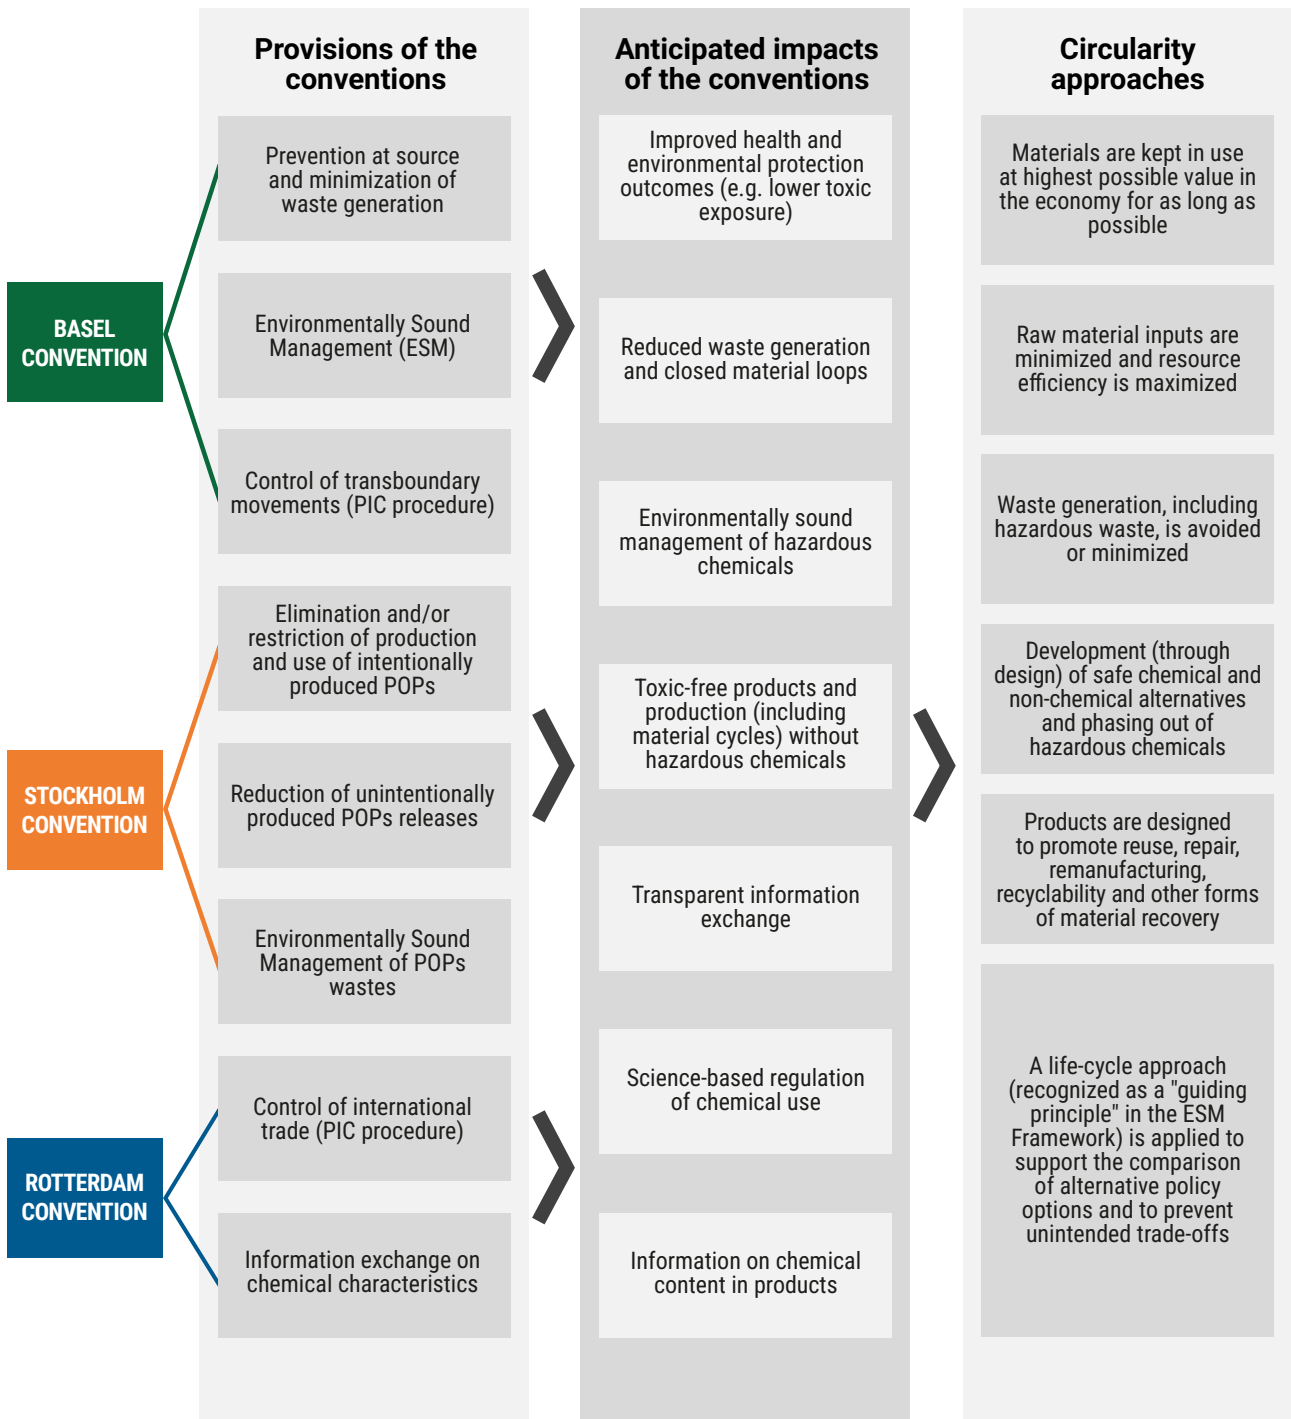 BASEL
CONVENTION
STOCKHOLM
CONVENTION
ROTTERDAM
CONVENTION
Provisions of the
conventions
Prevention at source
and minimization of
waste generation
Environmentally Sound
Management (ESM)
Control of transboundary
movements (PIC procedure)
Elimination and/or
restriction of production
and use of intentionally
produced POPs
Reduction of unintentionally
produced POPs releases
Environmentally Sound
Management of POPs
wastes
Control of international
trade (PIC procedure)
Information exchange on
chemical characteristics
Anticipated impacts
of the conventions
Improved health and
environmental protection
outcomes (e.g. lower toxic
exposure)
Reduced waste generation
and closed material loops
Environmentally sound
management of hazardous
chemicals
Toxic-free products and
production (including
material cycles) without
hazardous chemicals
Transparent information
exchange
Science-based regulation
of chemical use
Information on chemical
content in products
Circularity
approaches
Materials are kept in use
at highest possible value in
the economy for as long as
possible
Raw material inputs are
minimized and resource
efficiency is maximized
Waste generation, including
hazardous waste, is avoided
or minimized
Development (through
design) of safe chemical and
non-chemical alternatives
and phasing out of
hazardous chemicals
Products are designed
to promote reuse, repair,
remanufacturing,
recyclability and other forms
of material recovery
A life-cycle approach
(recognized as a "guiding
principle" in the ESM
Framework) is applied to
support the comparison
of alternative policy
options and to prevent
unintended trade-offs